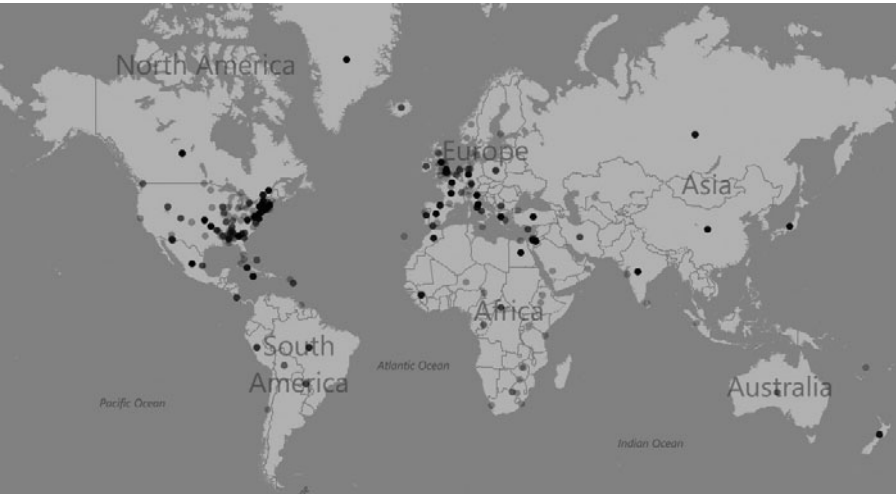 North America
Europe
Asia
Africa
South
America
Atlantic Ocean
Australia
Pacific Ocean
Indian Ocean